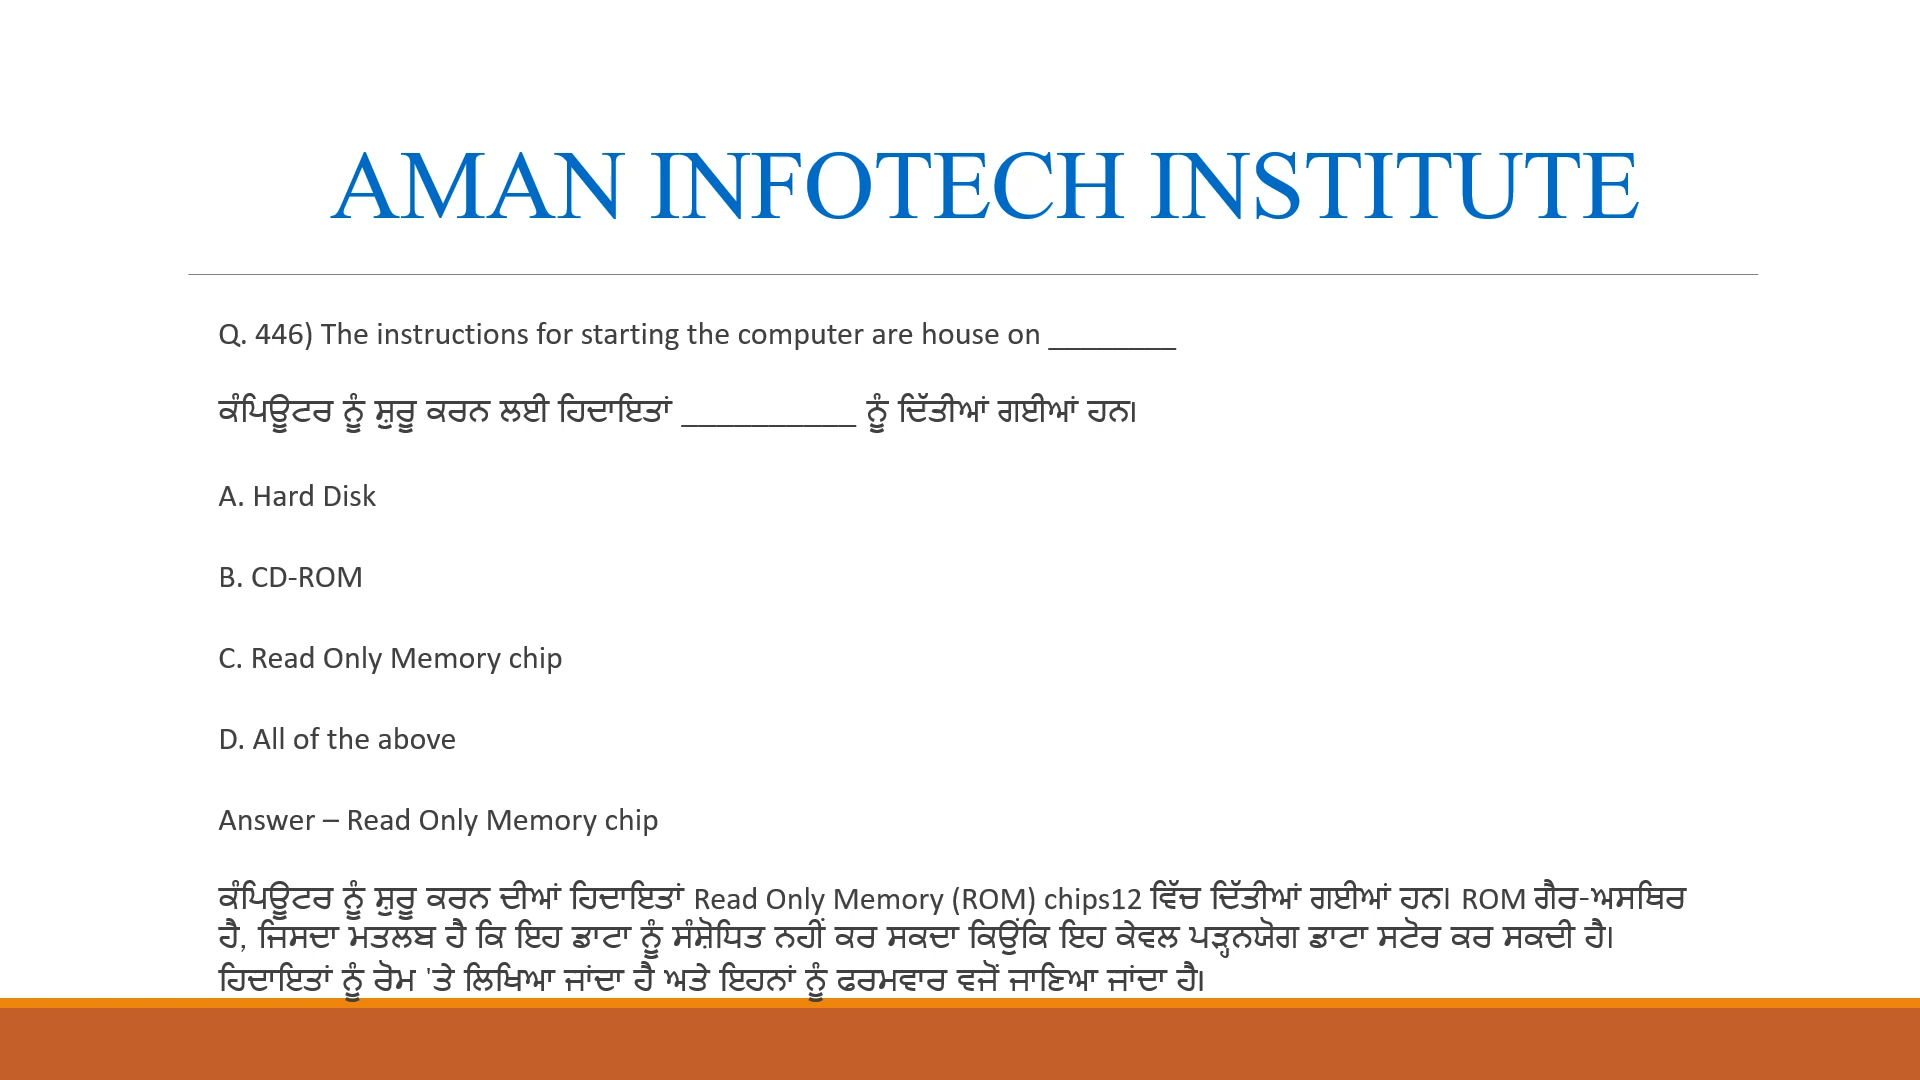 AMAN INFOTECH INSTITUTE
Q. 446) The instructions for starting the computer are house on ________
ਕੰਪਿਊਟਰ ਨੂੰ ਸ਼ੁਰੂ ਕਰਨ ਲਈ ਹਿਦਾਇਤਾਂ __________ ਨੂੰ ਦਿੱਤੀਆਂ ਗਈਆਂ ਹਨ।
A. Hard Disk
B. CD-ROM
C. Read Only Memory chip
D. All of the above
Answer – Read Only Memory chip
ਕੰਪਿਊਟਰ ਨੂੰ ਸ਼ੁਰੂ ਕਰਨ ਦੀਆਂ ਹਿਦਾਇਤਾਂ Read Only Memory (ROM) chips12 ਵਿੱਚ ਦਿੱਤੀਆਂ ਗਈਆਂ ਹਨ। ROM ਗੈਰ-ਅਸਥਿਰ
ਹੈ, ਜਿਸਦਾ ਮਤਲਬ ਹੈ ਕਿ ਇਹ ਡਾਟਾ ਨੂੰ ਸੰਸ਼ੋਧਿਤ ਨਹੀਂ ਕਰ ਸਕਦਾ ਕਿਉਂਕਿ ਇਹ ਕੇਵਲ ਪੜ੍ਹਨਯੋਗ ਡਾਟਾ ਸਟੋਰ ਕਰ ਸਕਦੀ ਹੈ।
ਹਿਦਾਇਤਾਂ ਨੂੰ ਰੋਮ 'ਤੇ ਲਿਖਿਆ ਜਾਂਦਾ ਹੈ ਅਤੇ ਇਹਨਾਂ ਨੂੰ ਫਰਮਵਾਰ ਵਜੋਂ ਜਾਣਿਆ ਜਾਂਦਾ ਹੈ।